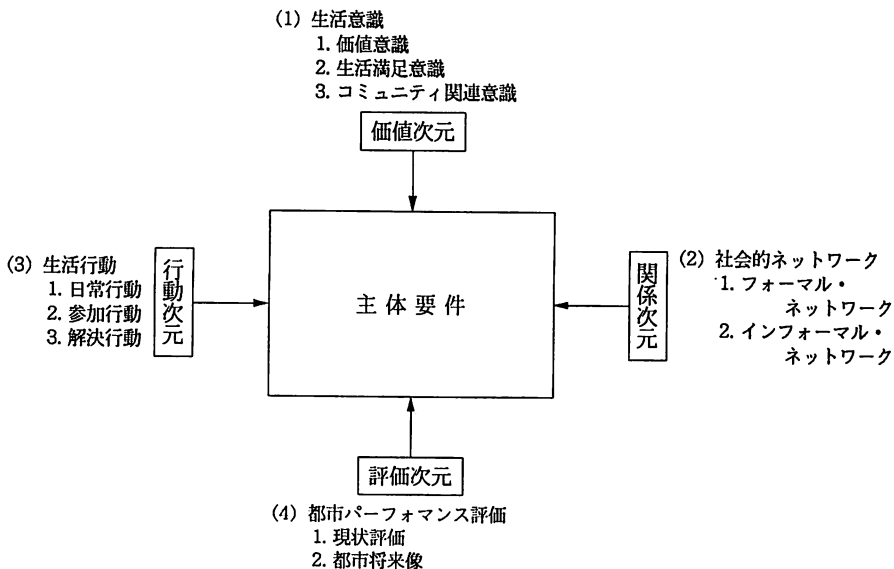 (1) 生活意識
1. 価値意識
2. 生活満足意識
3. コミュニティ関連意識
価値次元
(3) 生活行動
1. 日常行動
2. 参加行動
3. 解決行動
行動次元
主体要件
関係次元
(2) 社会的ネットワーク
1. フォーマル・
ネットワーク
2. インフォーマル・
ネットワーク
評価次元
(4) 都市パーフォマンス評価
1. 現状評価
2. 都市将来像